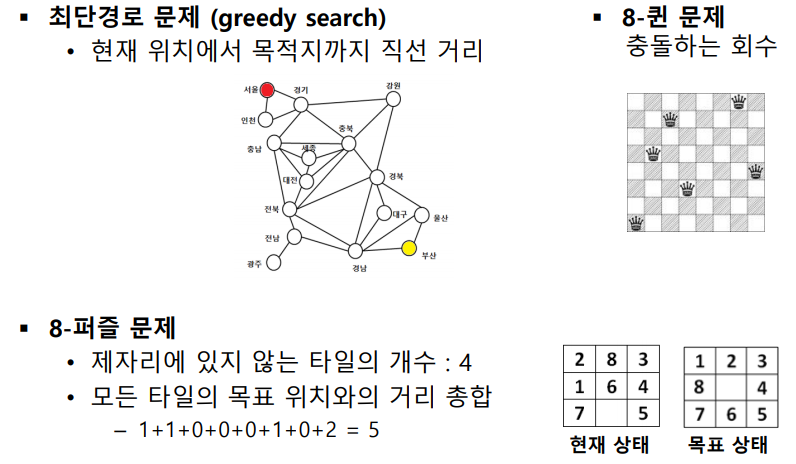 ▪ 최단경로 문제 (greedy search)
• 현재 위치에서 목적지까지 직선 거리
서울
경기
강원
인천
충북
충남
세종
대전
경북
전북
대구
울산
전남
부산
광주
경남
▪ 8-퀸 문제
충돌하는 회수
▪ 8-퍼즐 문제
• 제자리에 있지 않는 타일의 개수 : 4
• 모든 타일의 목표 위치와의 거리 총합
– 1+1+0+0+0+1+0+2 = 5
2 8 3
1 6 4
7 5
현재 상태
1 2 3
8 4
7 6 5
목표 상태